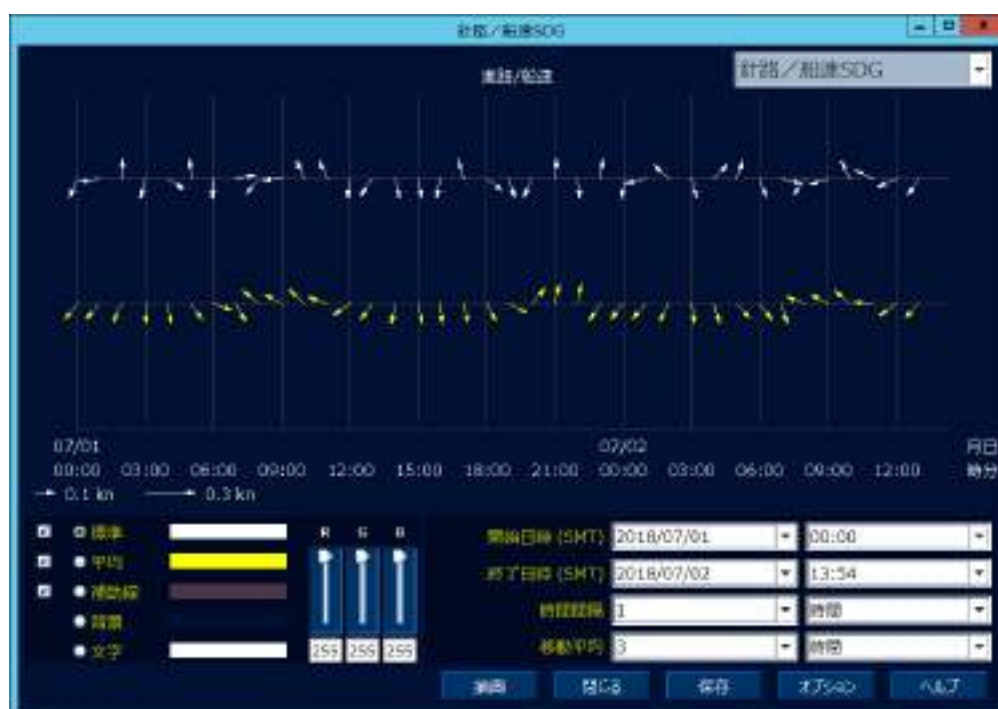 針路／船速SDG
進路/船速
針路／船速SDG
07/01 07/02 月日
00:00 03:00 06:00 09:00 12:00 15:00 18:00 21:00 00:00 03:00 06:00 09:00 12:00 時分
0.1 kn 0.3 kn
標準
平均
補助線
背景
文字
R G B
255 255 255
開始日時 (SMT) 2018/07/01 00:00
終了日時 (SMT) 2018/07/02 13:54
時間間隔 1 時間
移動平均 3 時間
描画 閉じる 保存 オプション ヘルプ